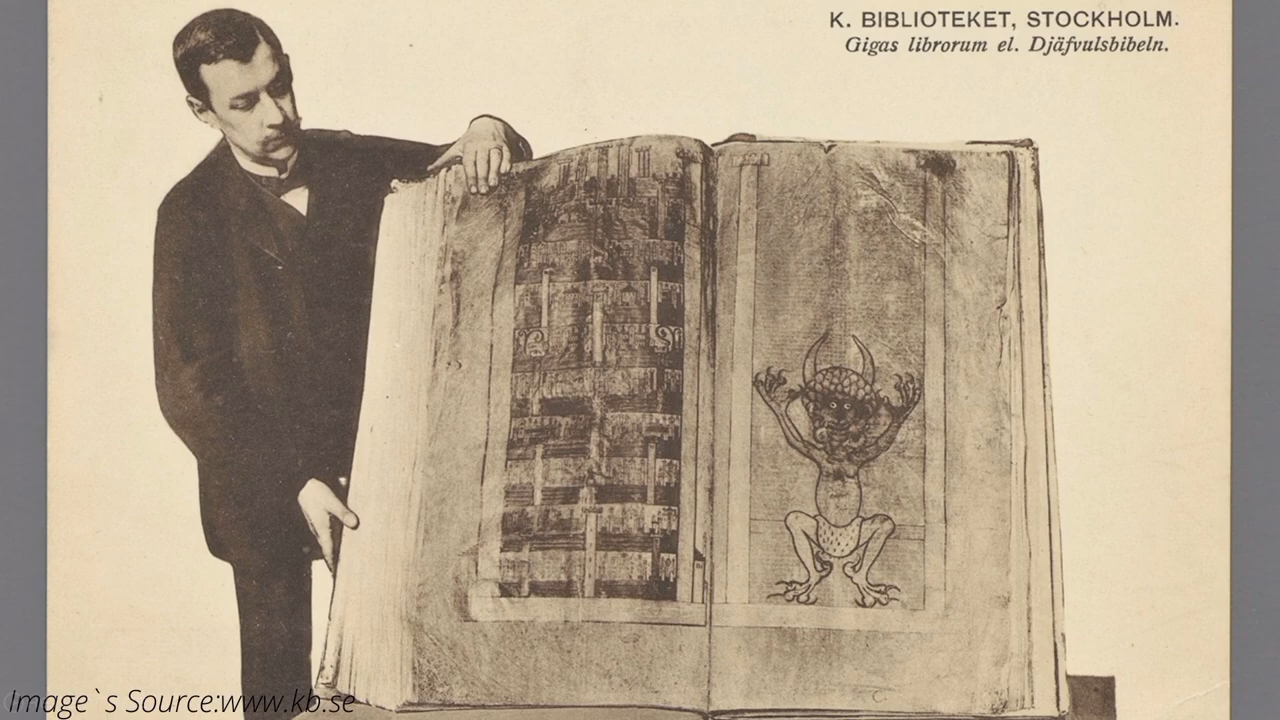 K. BIBLIOTEKET, STOCKHOLM.
Gigas librorum el. Djäfvulsbibeln.
Image`s Source:www.kb.se